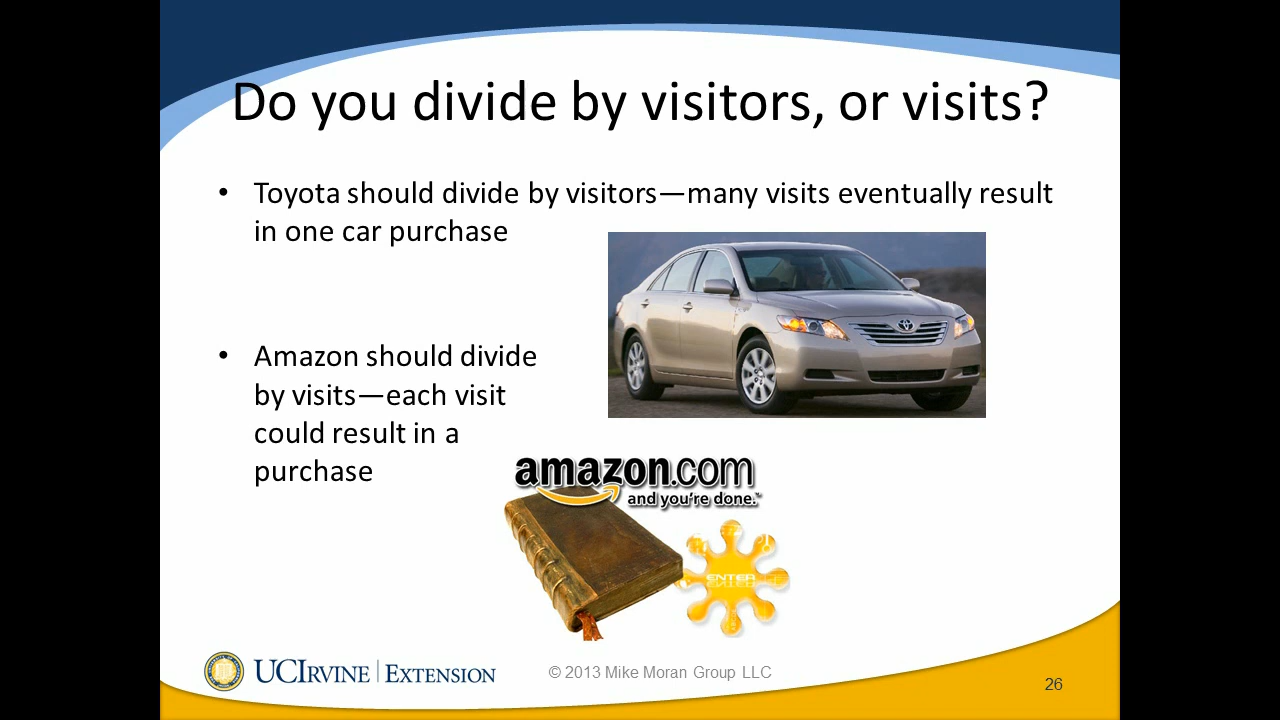 Do you divide by visitors, or visits?
• Toyota should divide by visitors—many visits eventually result
in one car purchase
• Amazon should divide
by visits—each visit
could result in a
purchase
amazon.com
and you're done.™
ENTER
UCIRVINE | EXTENSION
© 2013 Mike Moran Group LLC
26